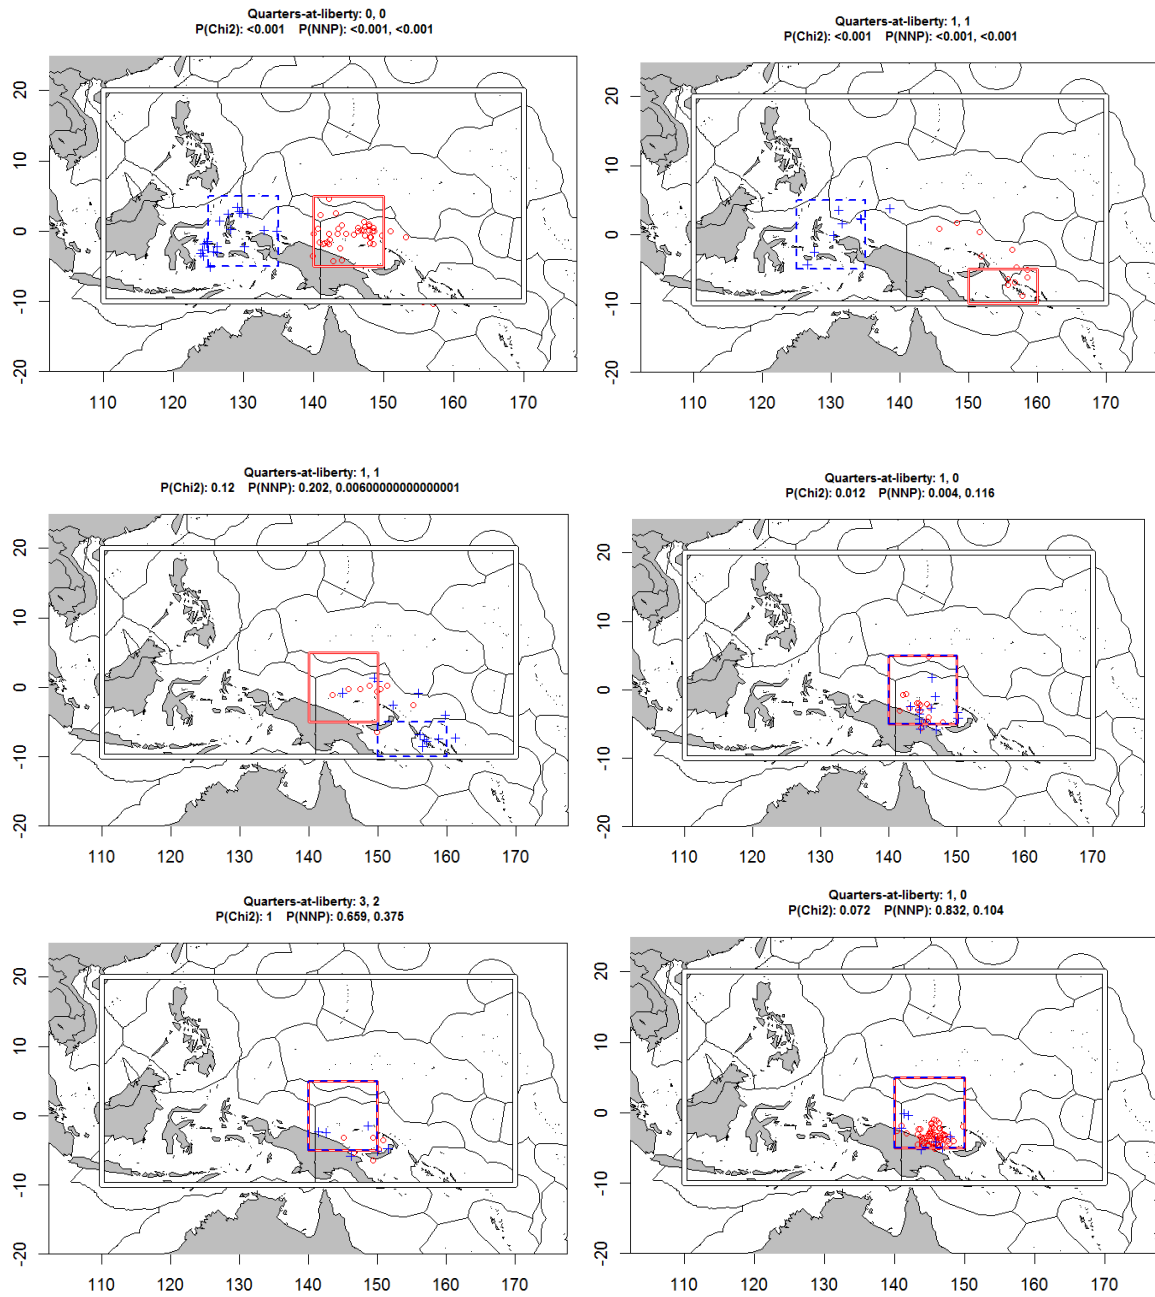 Quarters-at-liberty: 0, 0
P(Chi2): <0.001 P(NNP): <0.001, <0.001
20
10
0
-10
-20
110 120 130 140 150 160 170
Quarters-at-liberty: 1, 1
P(Chi2): <0.001 P(NNP): <0.001, <0.001
20
10
0
-10
-20
110 120 130 140 150 160 170
Quarters-at-liberty: 1, 1
P(Chi2): 0.12 P(NNP): 0.202, 0.00600000000000001
20
10
0
-10
-20
110 120 130 140 150 160 170
Quarters-at-liberty: 1, 0
P(Chi2): 0.012 P(NNP): 0.004, 0.116
20
10
0
-10
-20
110 120 130 140 150 160 170
Quarters-at-liberty: 3, 2
P(Chi2): 1 P(NNP): 0.659, 0.375
20
10
0
-10
-20
110 120 130 140 150 160 170
Quarters-at-liberty: 1, 0
P(Chi2): 0.072 P(NNP): 0.832, 0.104
20
10
0
-10
-20
110 120 130 140 150 160 170